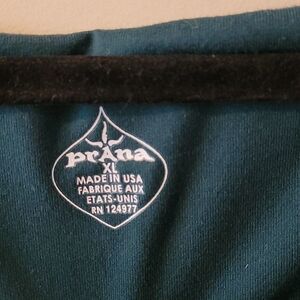 prAna
XL
MADE IN USA
FABRIQUE AUX
ETATS-UNIS
RN 124977